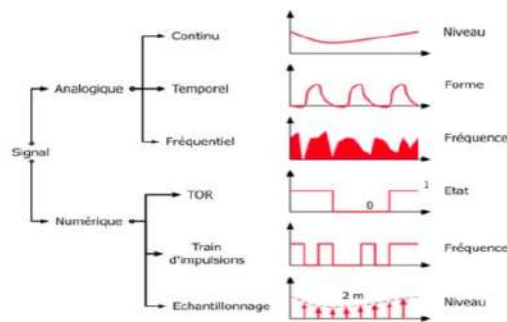 Continu
Niveau
Analogique
Temporel
Forme
Fréquentiel
Fréquence
Signal
TOR
1
0
Etat
Numérique
Train
d'impulsions
Fréquence
Echantillonnage
2 m
Niveau